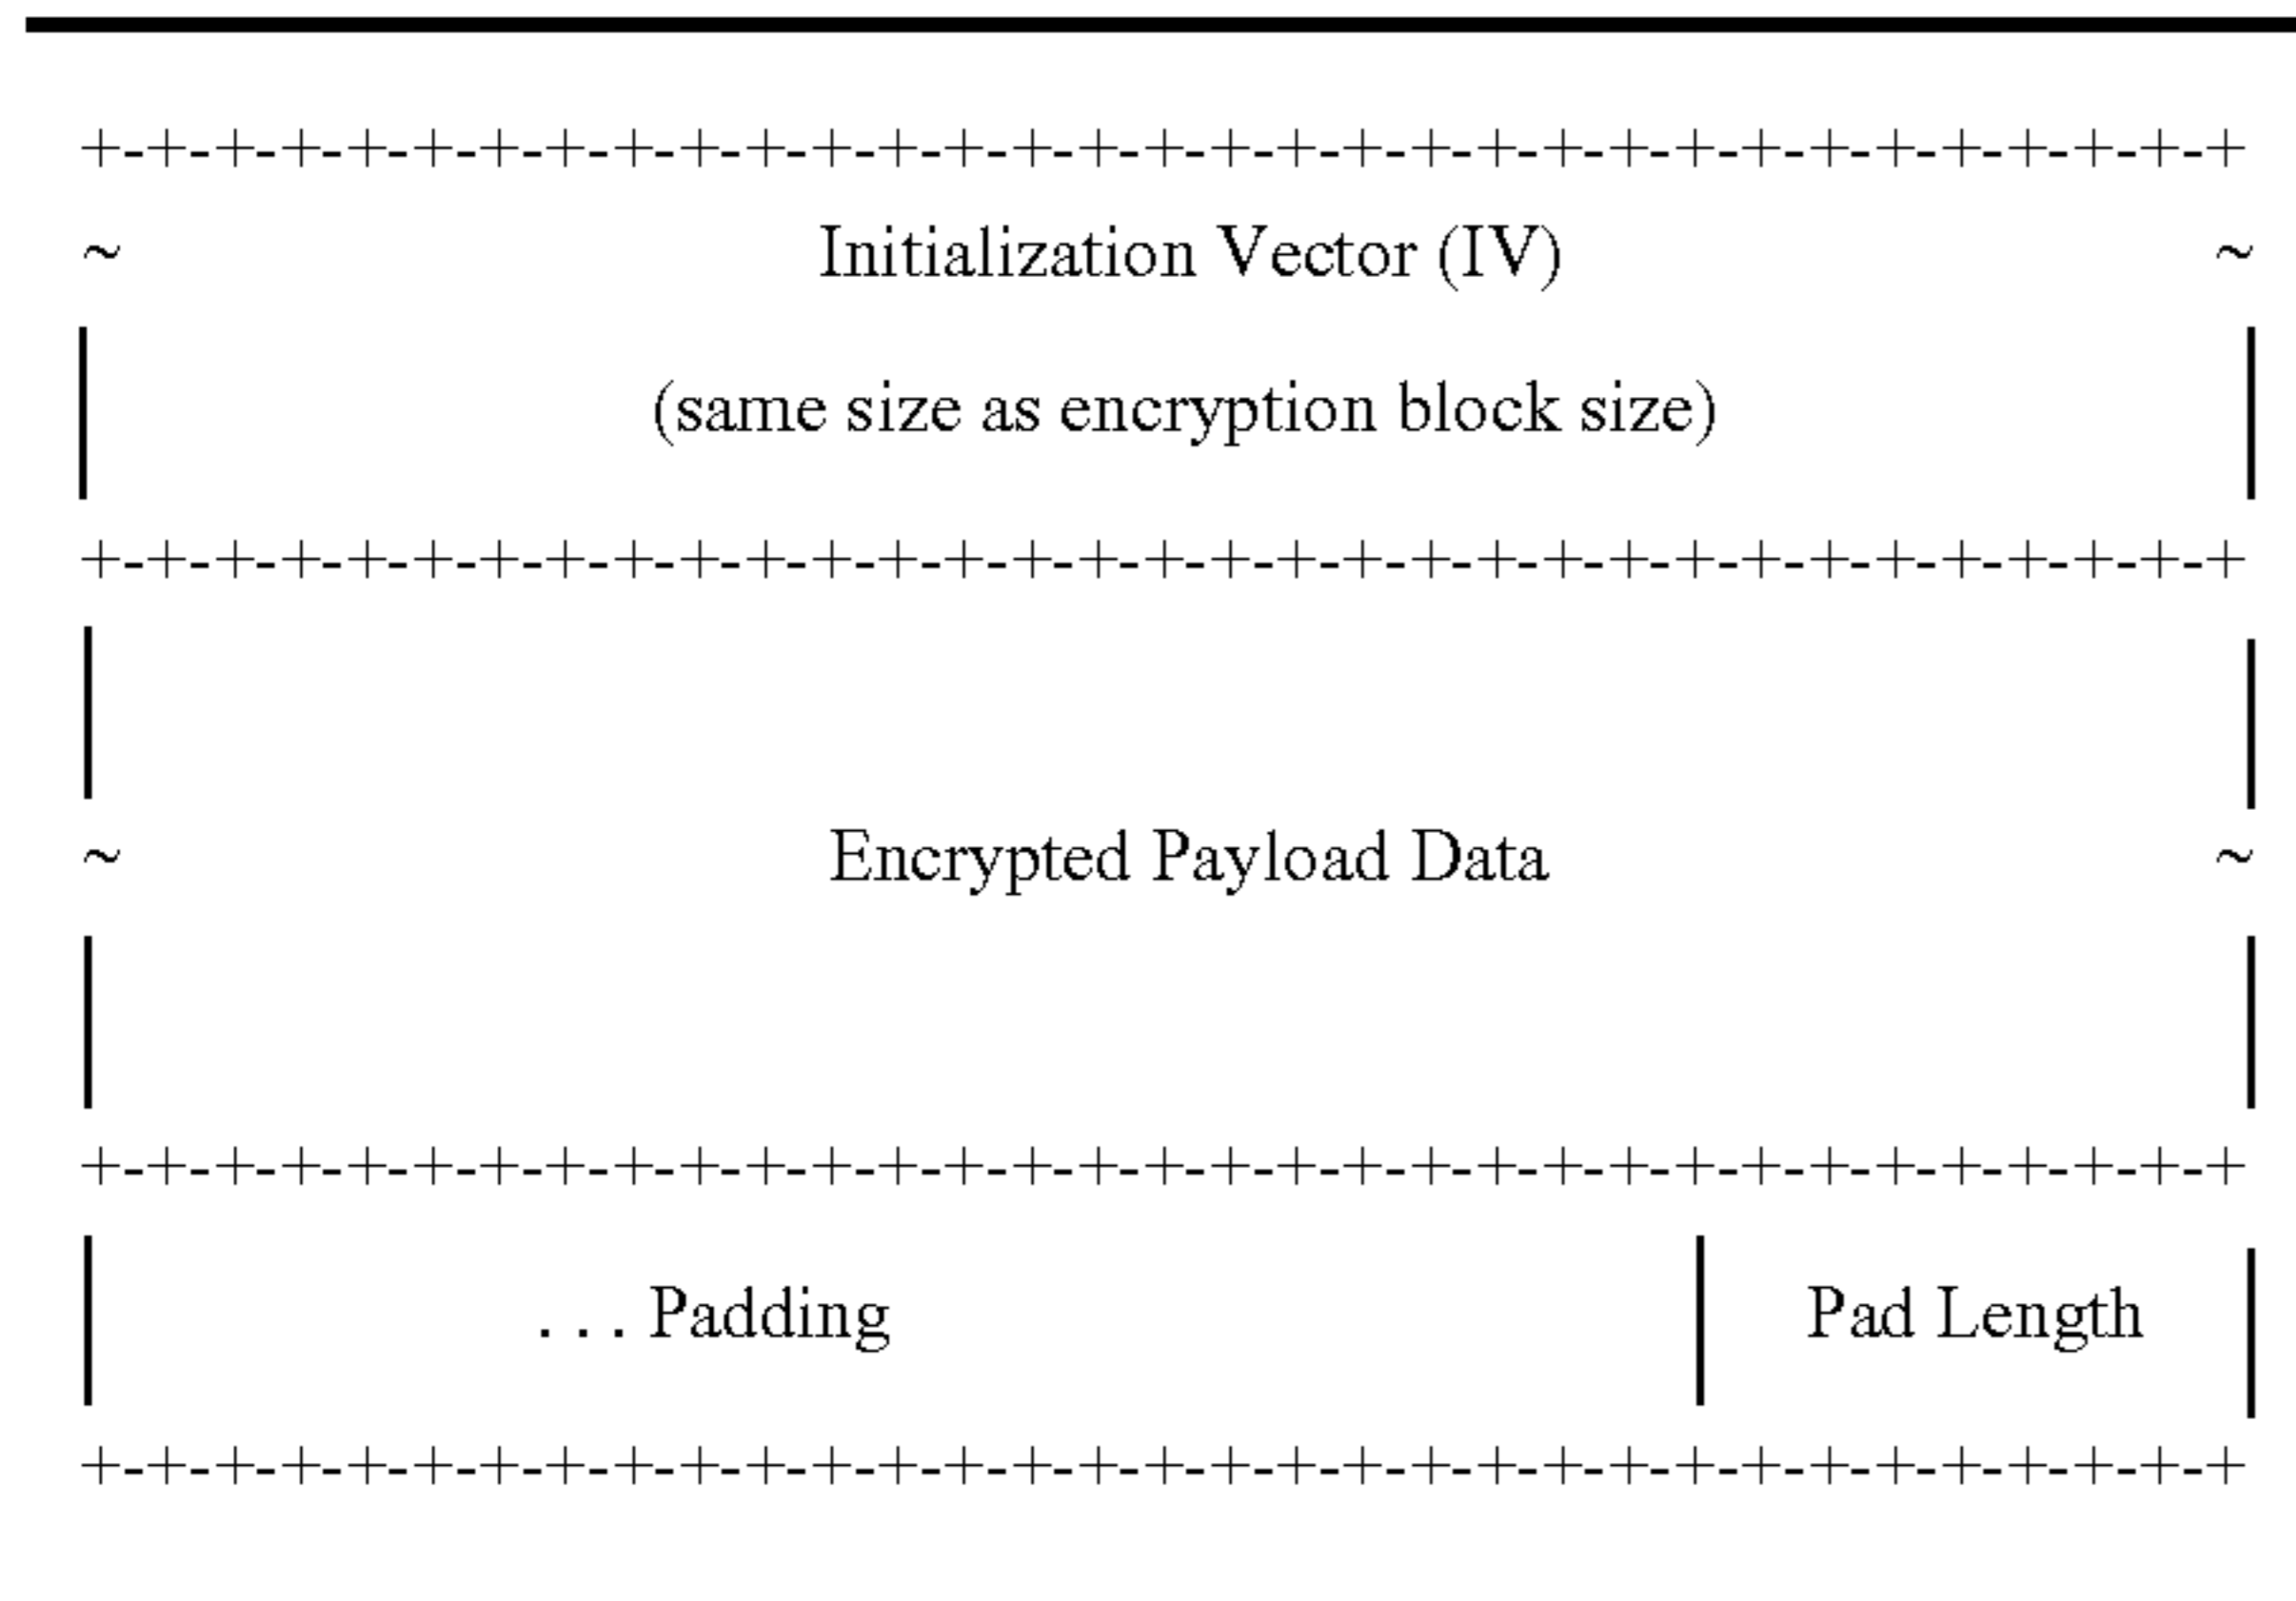 +-+-+-+-+-+-+-+-+-+-+-+-+-+-+-+-+-+-+-+-+-+-+-+-+-+-+-+-+-+-+-+-+-+
~ Initialization Vector (IV) ~
| (same size as encryption block size) |
+-+-+-+-+-+-+-+-+-+-+-+-+-+-+-+-+-+-+-+-+-+-+-+-+-+-+-+-+-+-+-+-+-+
| |
~ Encrypted Payload Data ~
| |
+-+-+-+-+-+-+-+-+-+-+-+-+-+-+-+-+-+-+-+-+-+-+-+-+-+-+-+-+-+-+-+-+-+
| . . . Padding | Pad Length |
+-+-+-+-+-+-+-+-+-+-+-+-+-+-+-+-+-+-+-+-+-+-+-+-+-+-+-+-+-+-+-+-+-+